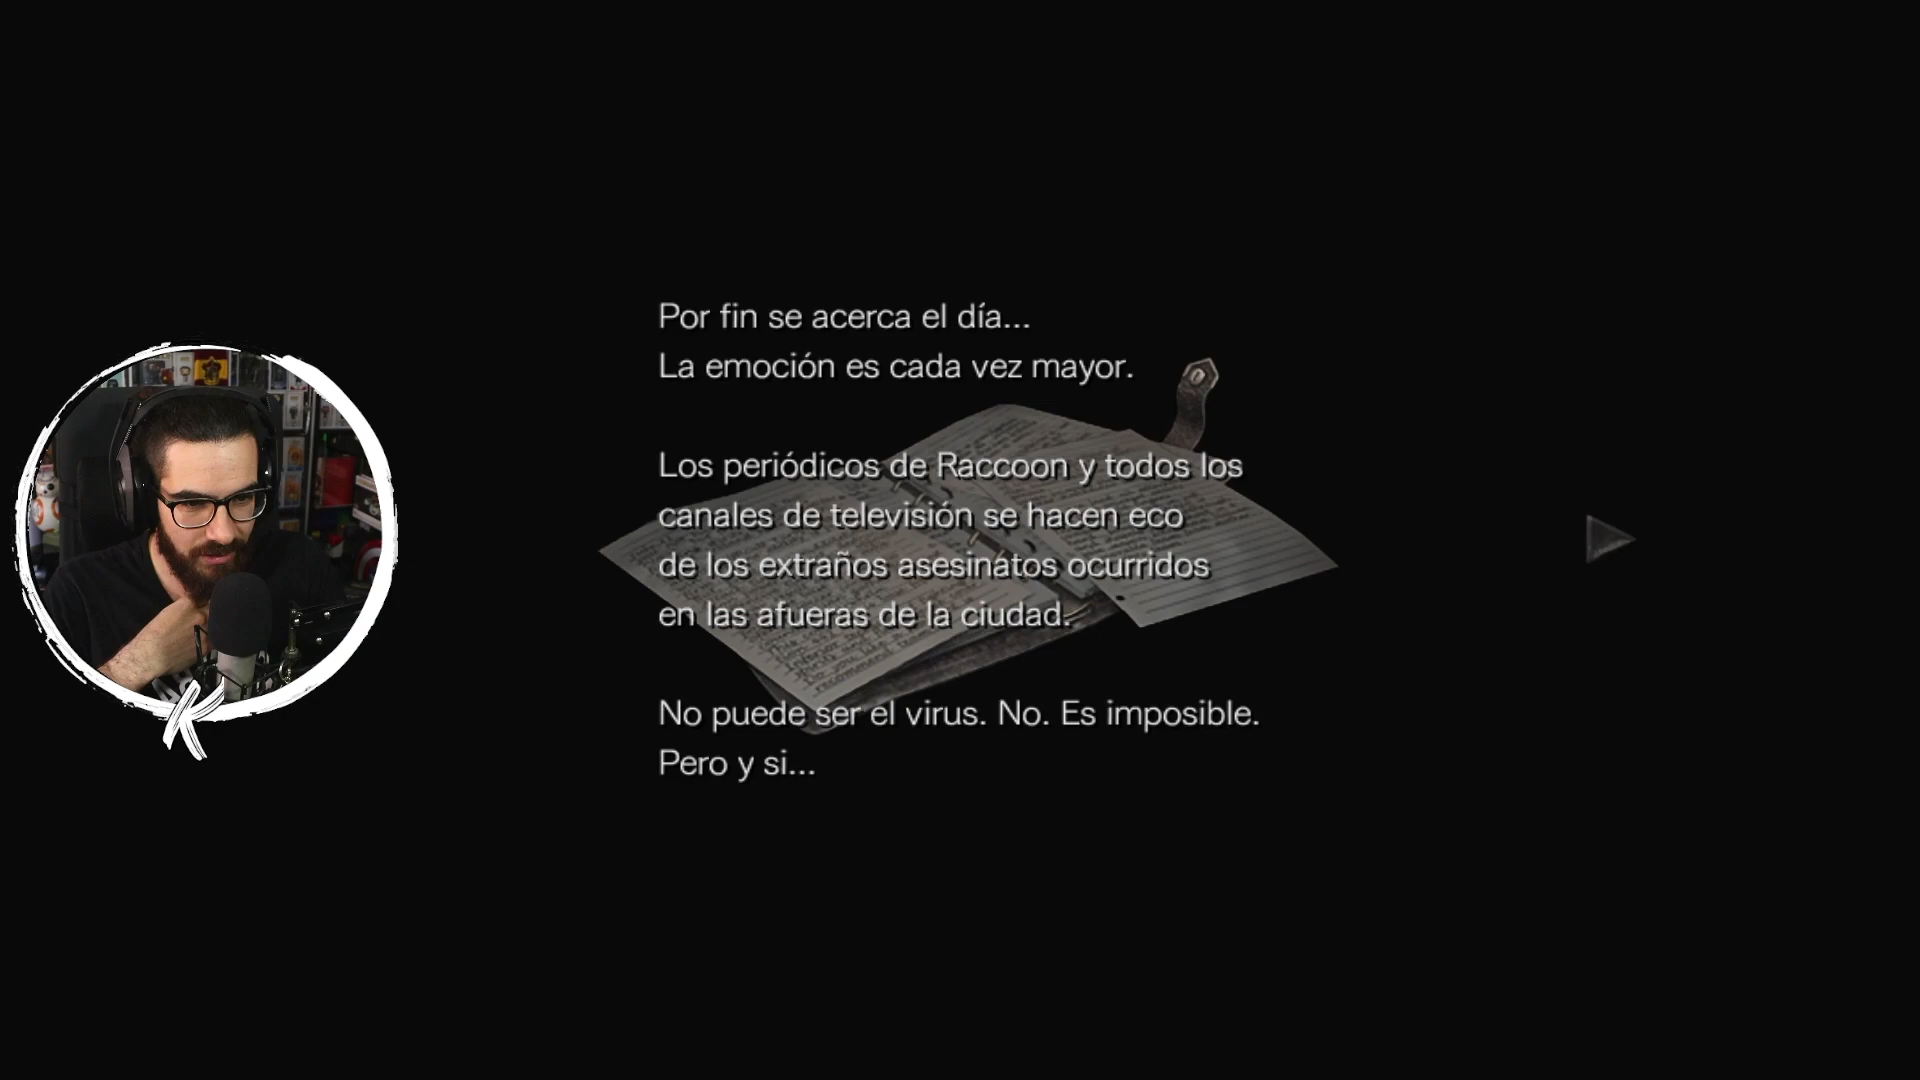 Por fin se acerca el día...
La emoción es cada vez mayor.
Los periódicos de Raccoon y todos los
canales de televisión se hacen eco
de los extraños asesinatos ocurridos
en las afueras de la ciudad.
No puede ser el virus. No. Es imposible.
Pero y si...
K